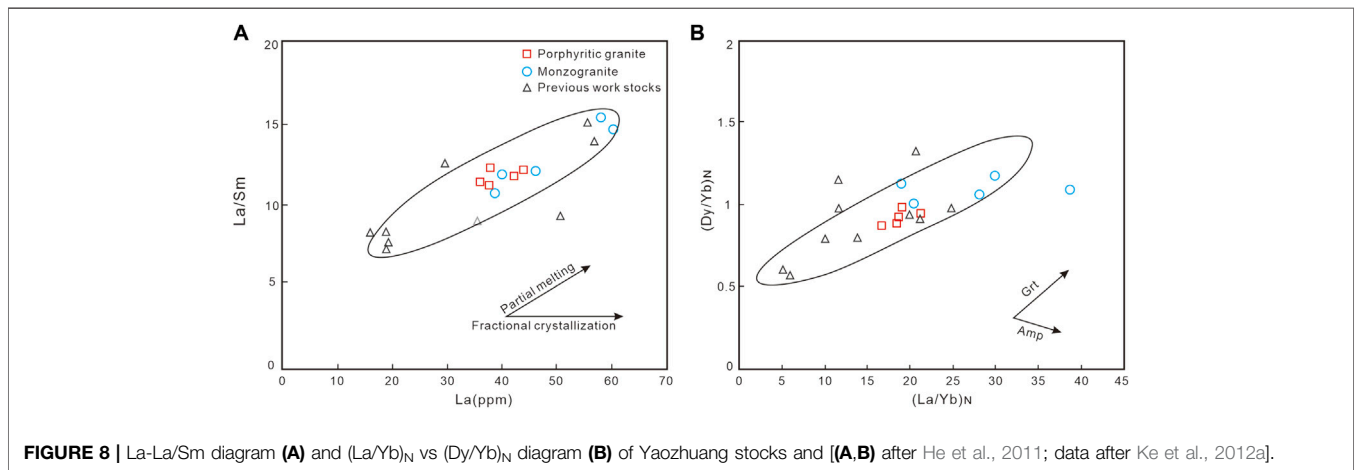 A
20
15
10
5
0
La/Sm
Porphyritic granite
Monzogranite
Previous work stocks
Partial melting
Fractional crystallization
0 10 20 30 40 50 60 70
La(ppm)
B
2
1.5
1
0.5
0
(Dy/Yb)N
Grt
Amp
0 5 10 15 20 25 30 35 40 45
(La/Yb)N
FIGURE 8 | La-La/Sm diagram (A) and (La/Yb)N vs (Dy/Yb)N diagram (B) of Yaozhuang stocks and [(A,B) after He et al., 2011; data after Ke et al., 2012a].